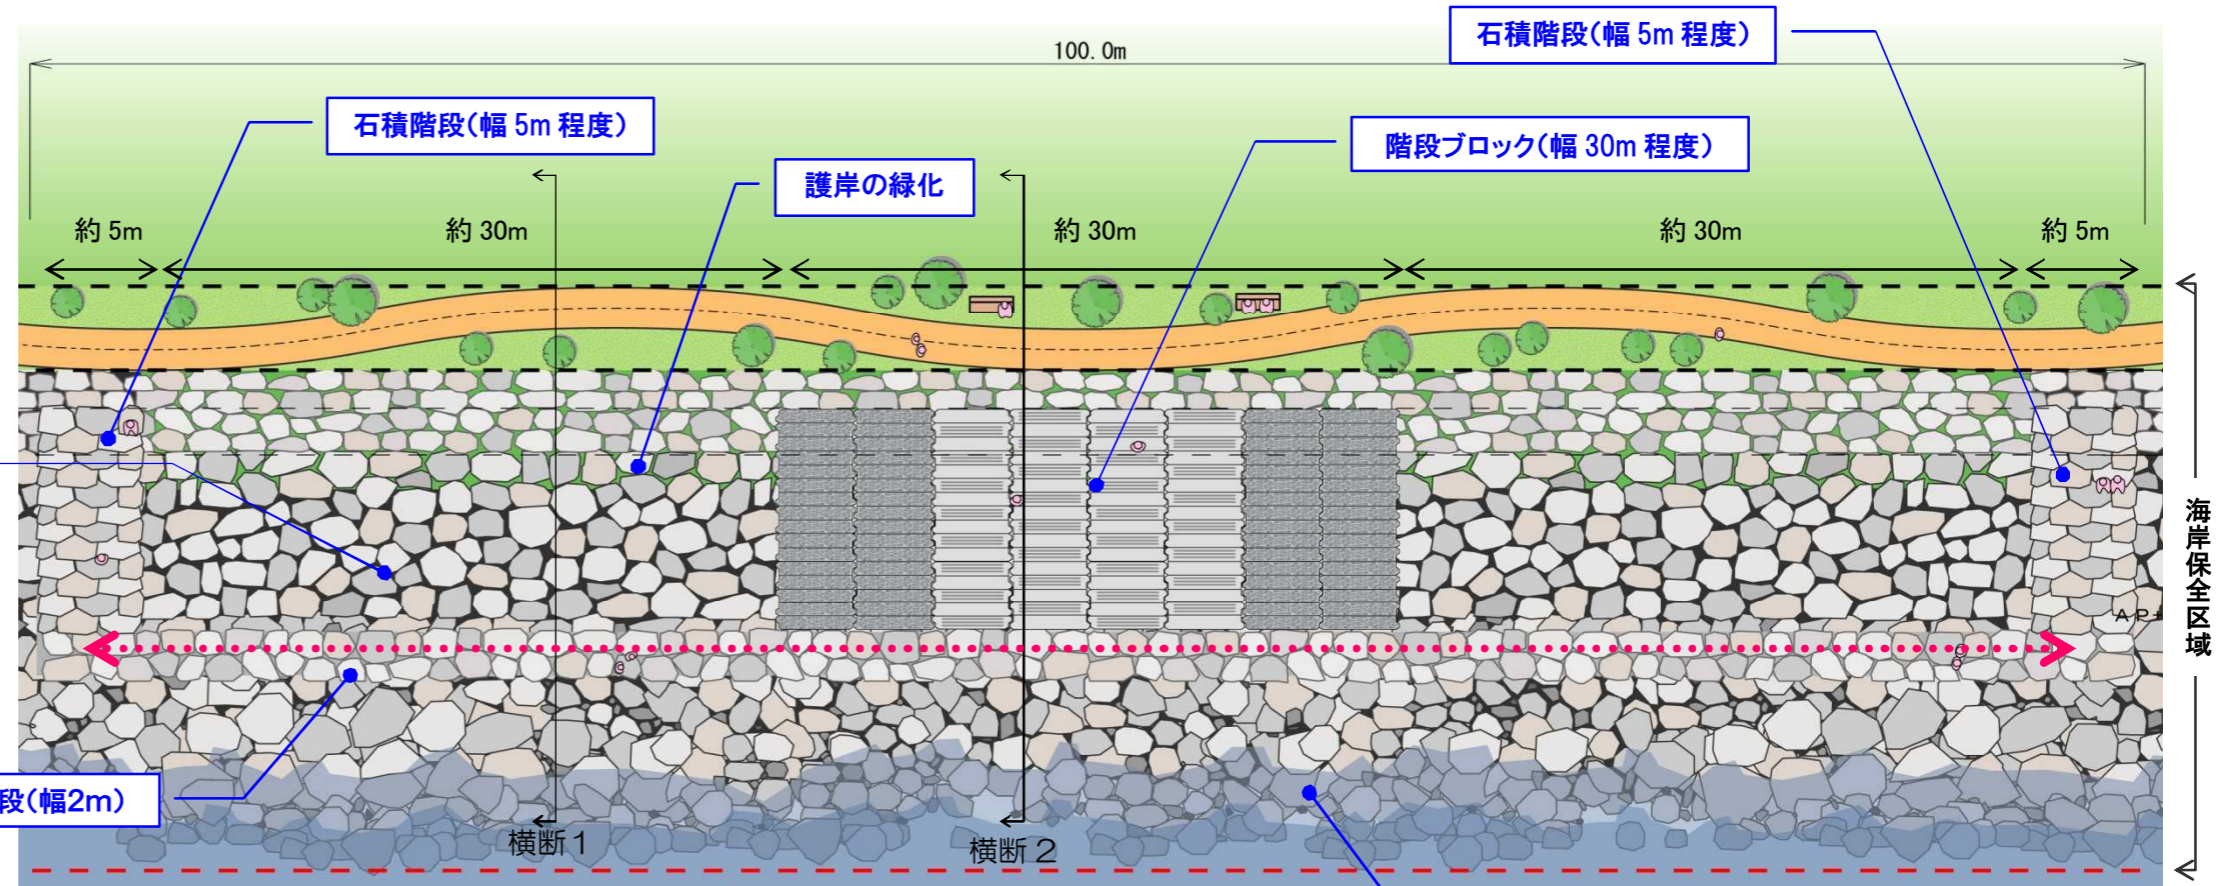 石積階段(幅 5m 程度)
100.0m
石積階段(幅 5m 程度)
階段ブロック(幅 30m 程度)
護岸の緑化
約 5m
約 30m
約 30m
約 30m
約 5m
海岸保全区域
AP+
段(幅2m)
横断1
横断2